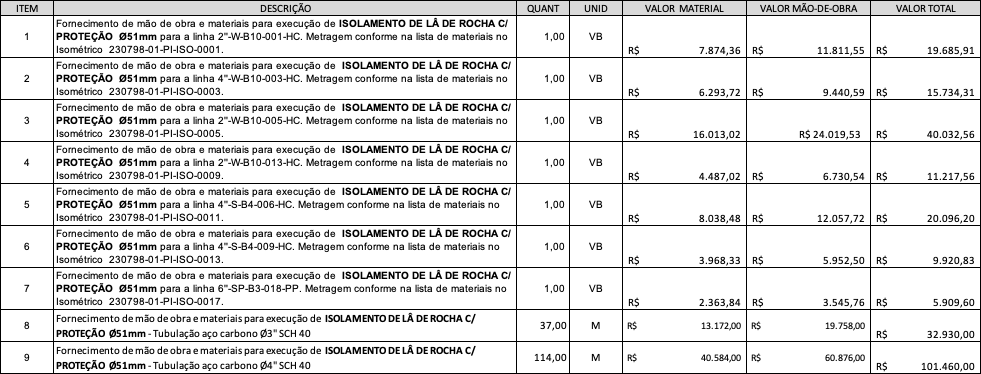 ITEM DESCRIÇÃO QUANT UNID VALOR MATERIAL VALOR MÃO-DE-OBRA VALOR TOTAL
Fornecimento de mão de obra e materiais para execução de ISOLAMENTO DE LÂ DE ROCHA C/
1 PROTEÇÃO Ø51mm para a linha 2"-W-B10-001-HC. Metragem conforme na lista de materiais no 1,00 VB
Isométrico 230798-01-PI-ISO-0001. R$ 7.874,36 R$ 11.811,55 R$ 19.685,91
Fornecimento de mão de obra e materiais para execução de ISOLAMENTO DE LÂ DE ROCHA C/
2 PROTEÇÃO Ø51mm para a linha 4"-W-B10-003-HC. Metragem conforme na lista de materiais no 1,00 VB
Isométrico 230798-01-PI-ISO-0003. R$ 6.293,72 R$ 9.440,59 R$ 15.734,31
Fornecimento de mão de obra e materiais para execução de ISOLAMENTO DE LÂ DE ROCHA C/
3 PROTEÇÃO Ø51mm para a linha 2"-W-B10-005-HC. Metragem conforme na lista de materiais no 1,00 VB
Isométrico 230798-01-PI-ISO-0005. R$ 16.013,02 R$ 24.019,53 R$ 40.032,56
Fornecimento de mão de obra e materiais para execução de ISOLAMENTO DE LÂ DE ROCHA C/
4 PROTEÇÃO Ø51mm para a linha 2"-W-B10-013-HC. Metragem conforme na lista de materiais no 1,00 VB
Isométrico 230798-01-PI-ISO-0009. R$ 4.487,02 R$ 6.730,54 R$ 11.217,56
Fornecimento de mão de obra e materiais para execução de ISOLAMENTO DE LÂ DE ROCHA C/
5 PROTEÇÃO Ø51mm para a linha 4"-S-B4-006-HC. Metragem conforme na lista de materiais no 1,00 VB
Isométrico 230798-01-PI-ISO-0011. R$ 8.038,48 R$ 12.057,72 R$ 20.096,20
Fornecimento de mão de obra e materiais para execução de ISOLAMENTO DE LÂ DE ROCHA C/
6 PROTEÇÃO Ø51mm para a linha 4"-S-B4-009-HC. Metragem conforme na lista de materiais no 1,00 VB
Isométrico 230798-01-PI-ISO-0013. R$ 3.968,33 R$ 5.952,50 R$ 9.920,83
Fornecimento de mão de obra e materiais para execução de ISOLAMENTO DE LÂ DE ROCHA C/
7 PROTEÇÃO Ø51mm para a linha 6"-SP-B3-018-PP. Metragem conforme na lista de materiais no 1,00 VB
Isométrico 230798-01-PI-ISO-0017. R$ 2.363,84 R$ 3.545,76 R$ 5.909,60
Fornecimento de mão de obra e materiais para execução de ISOLAMENTO DE LÂ DE ROCHA C/
8 PROTEÇÃO Ø51mm - Tubulação aço carbono Ø3" SCH 40 37,00 M R$ 13.172,00 R$ 19.758,00 R$ 32.930,00
Fornecimento de mão de obra e materiais para execução de ISOLAMENTO DE LÂ DE ROCHA C/
9 PROTEÇÃO Ø51mm - Tubulação aço carbono Ø4" SCH 40 114,00 M R$ 40.584,00 R$ 60.876,00 R$ 101.460,00